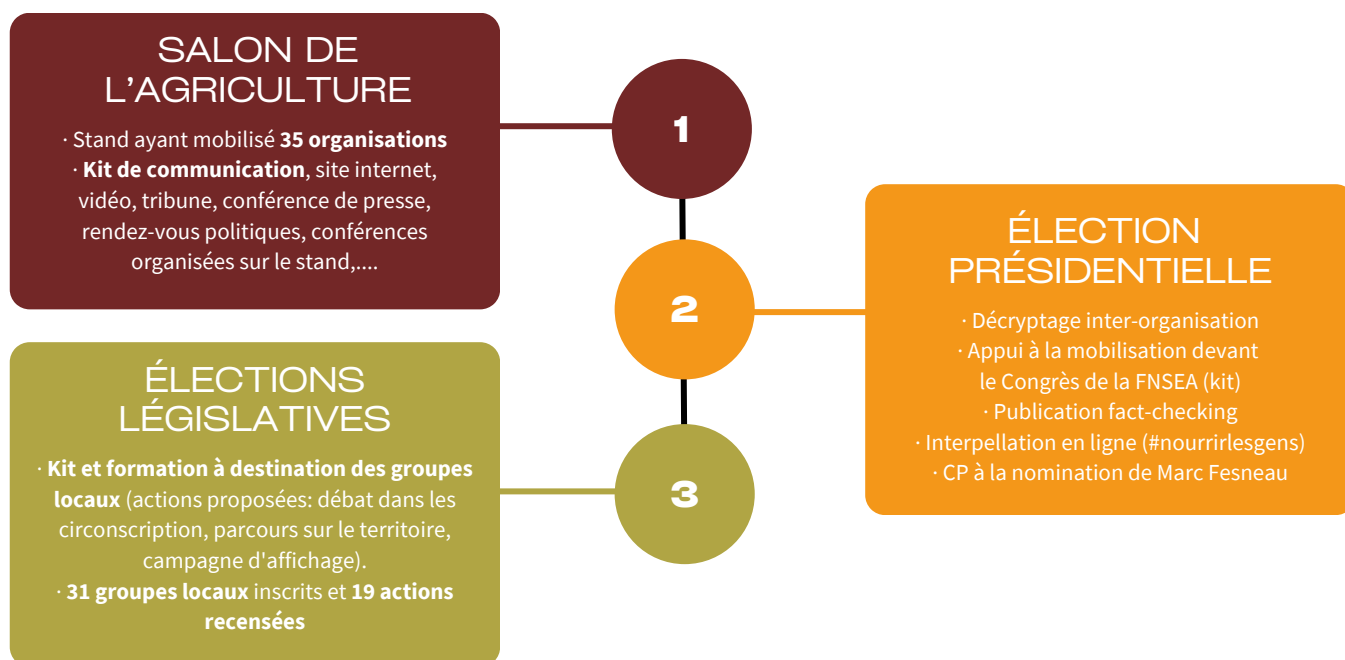 SALON DE
L'AGRICULTURE
· Stand ayant mobilisé 35 organisations
· Kit de communication, site internet,
vidéo, tribune, conférence de presse,
rendez-vous politiques, conférences
organisées sur le stand,....
1
2
ÉLECTION
PRÉSIDENTIELLE
· Décryptage inter-organisation
· Appui à la mobilisation devant
le Congrès de la FNSEA (kit)
· Publication fact-checking
· Interpellation en ligne (#nourrirlesgens)
· CP à la nomination de Marc Fesneau
ÉLECTIONS
LÉGISLATIVES
· Kit et formation à destination des groupes
locaux (actions proposées: débat dans les
circonscription, parcours sur le territoire,
campagne d'affichage).
· 31 groupes locaux inscrits et 19 actions
recensées
3